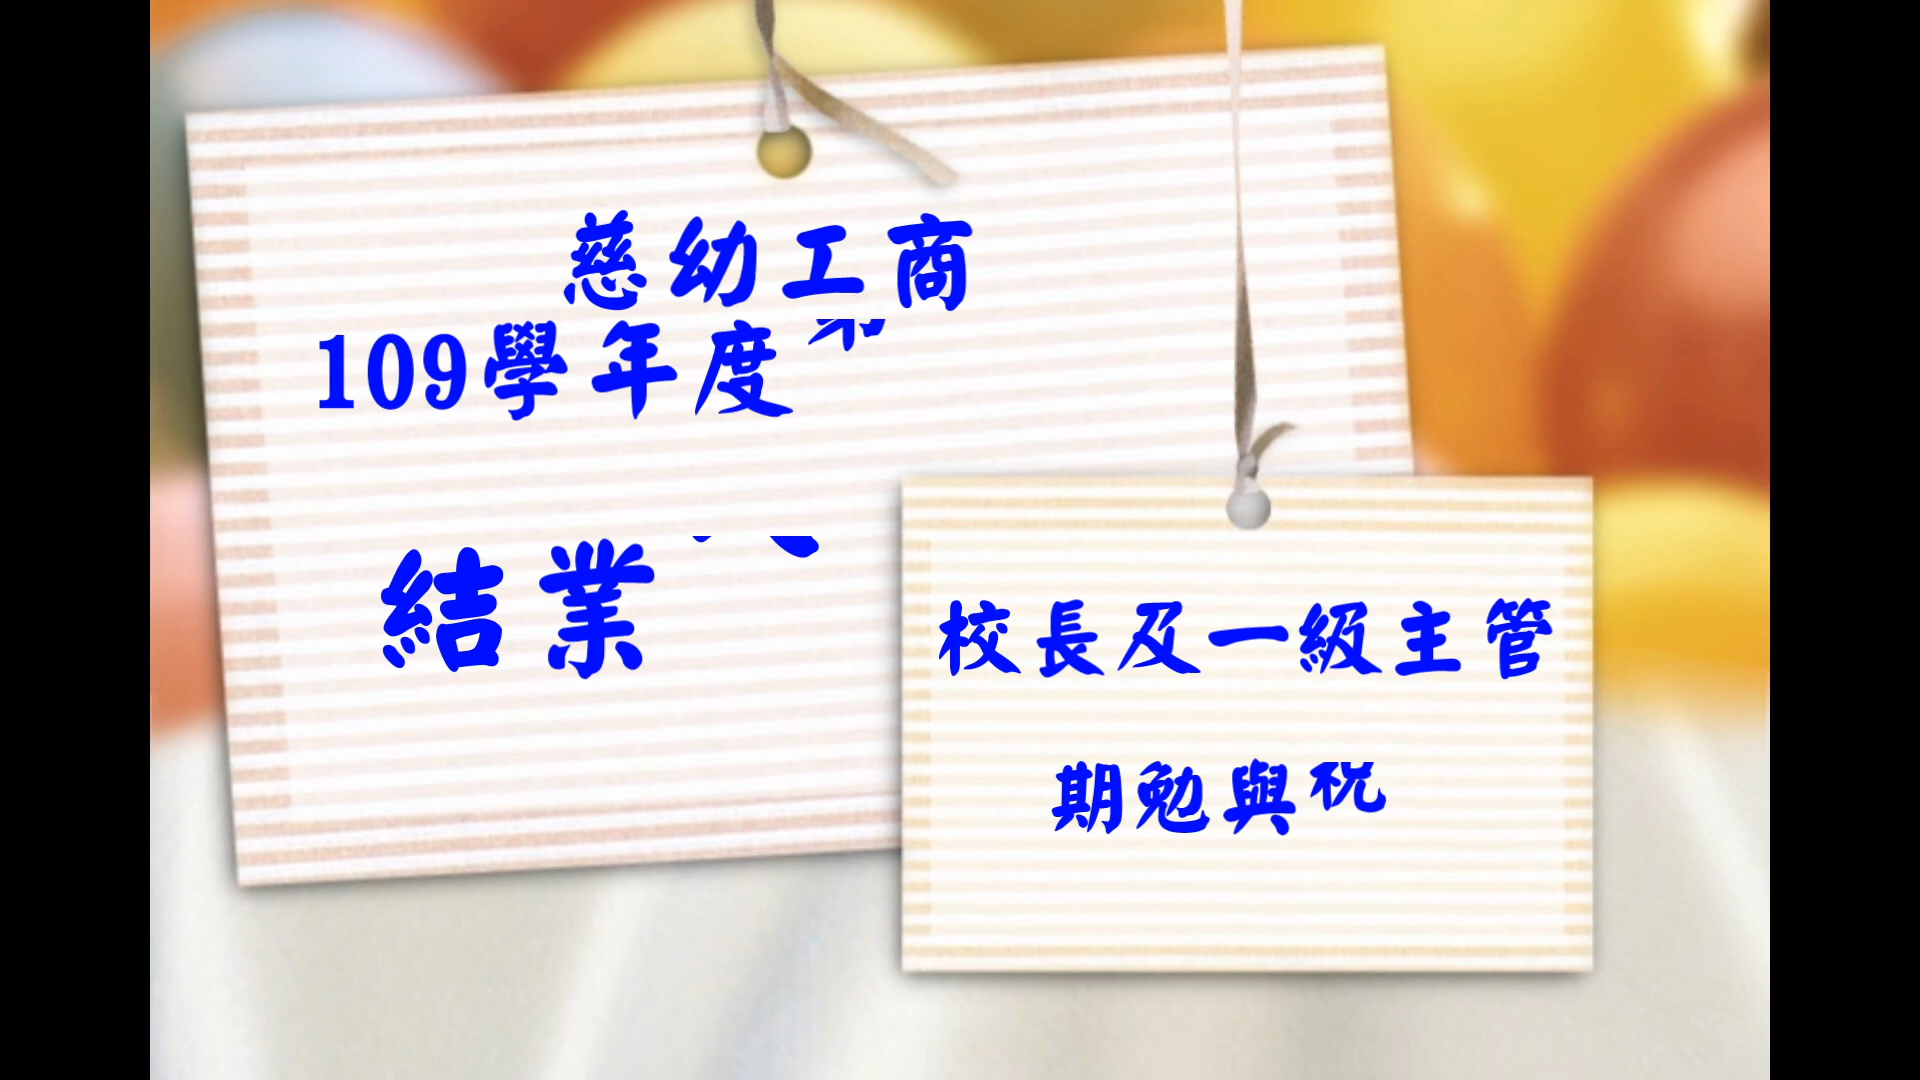 慈幼工商
109學年度
結業
校長及一級主管
期勉與祝